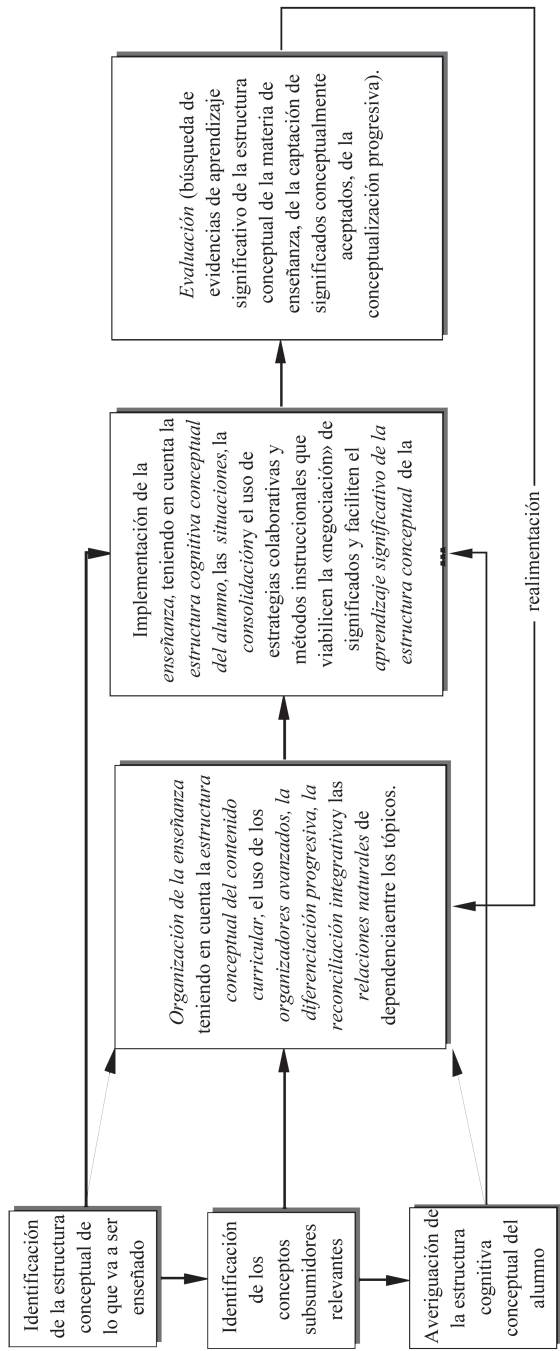 Identificación
de la estructura
conceptual de
lo que va a ser
enseñado
Identificación
de los
conceptos
subsumidores
relevantes
Averiguación de
la estructura
cognitiva
conceptual del
alumno
Organización de la enseñanza
teniendo en cuenta la estructura
conceptual del contenido
curricular, el uso de los
organizadores avanzados, la
diferenciación progresiva, la
reconciliación integrativay las
relaciones naturales de
dependenciaentre los tópicos.
Implementación de la
enseñanza, teniendo en cuenta la
estructura cognitiva conceptual
del alumno, las situaciones, la
consolidacióny el uso de
estrategias colaborativas y
métodos instruccionales que
viabilicen la «negociación» de
significados y faciliten el
aprendizaje significativo de la
estructura conceptual de la
Evaluación (búsqueda de
evidencias de aprendizaje
significativo de la estructura
conceptual de la materia de
enseñanza, de la captación de
significados conceptualmente
aceptados, de la
conceptualización progresiva).
realimentación